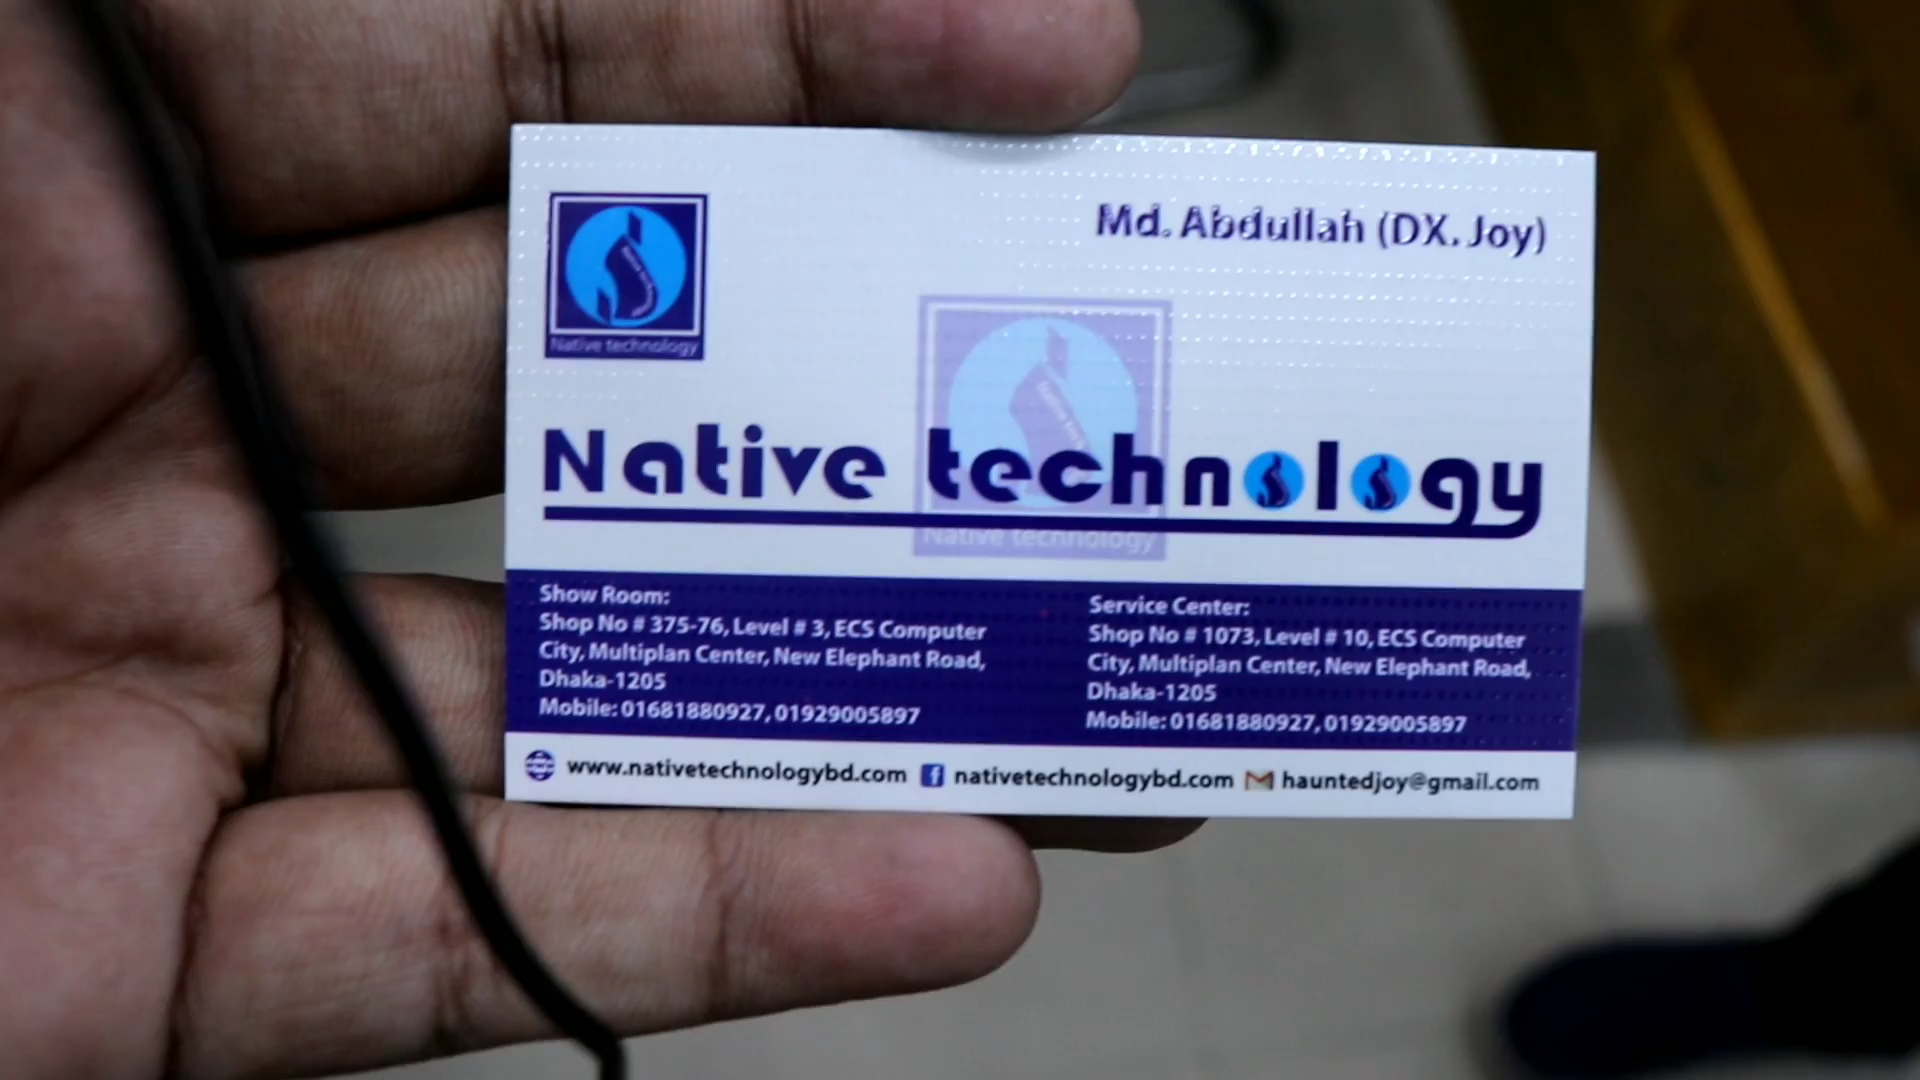 Md. Abdullah (DX. Joy)
Native technology
Native technology
Native technology
Show Room:
Shop No # 375-76, Level # 3, ECS Computer
City, Multiplan Center, New Elephant Road,
Dhaka-1205
Mobile: 01681880927, 01929005897
Service Center:
Shop No # 1073, Level # 10, ECS Computer
City, Multiplan Center, New Elephant Road,
Dhaka-1205
Mobile: 01681880927, 01929005897
www.nativetechnologybd.com nativetechnologybd.com hauntedjoy@gmail.com